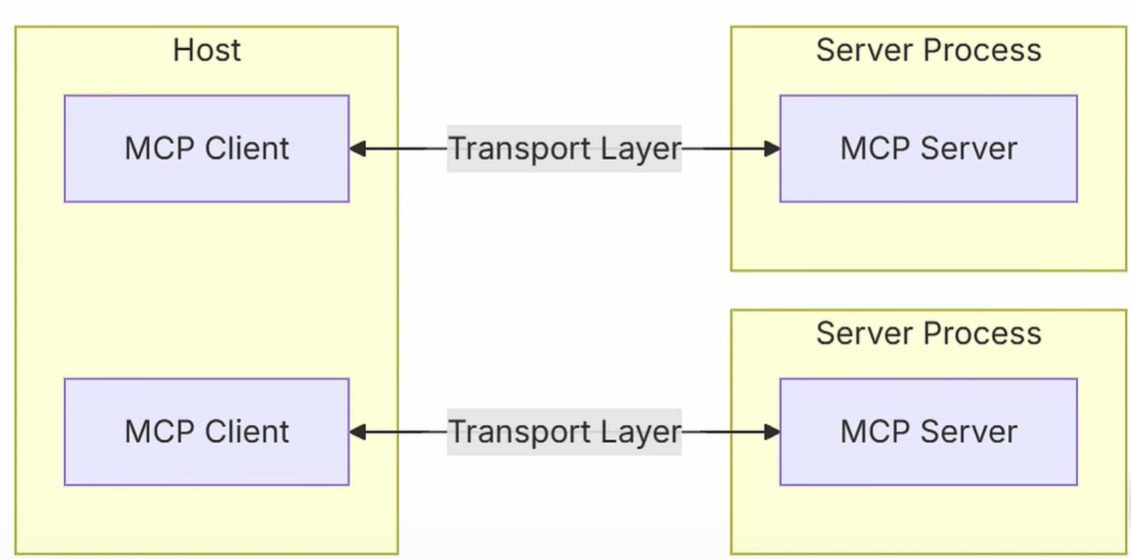 Host
Server Process
MCP Client
Transport Layer
MCP Server
Server Process
MCP Client
Transport Layer
MCP Server